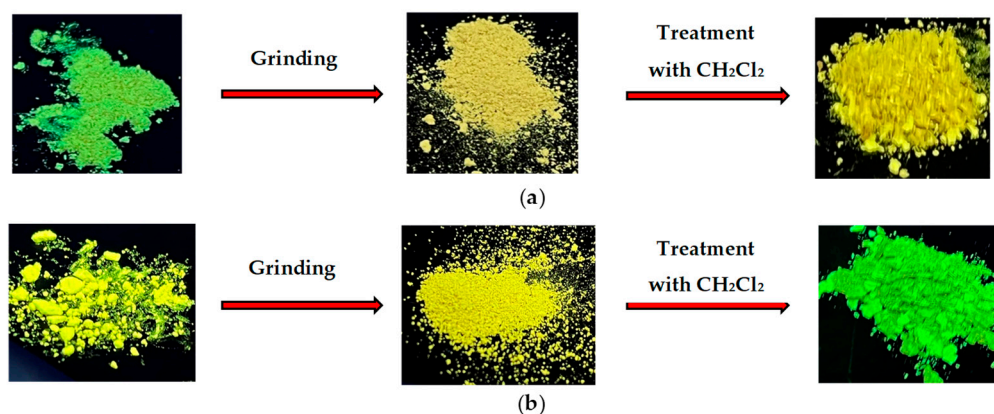 Grinding
Treatment
with CH₂Cl₂
(a)
Grinding
Treatment
with CH₂Cl₂
(b)